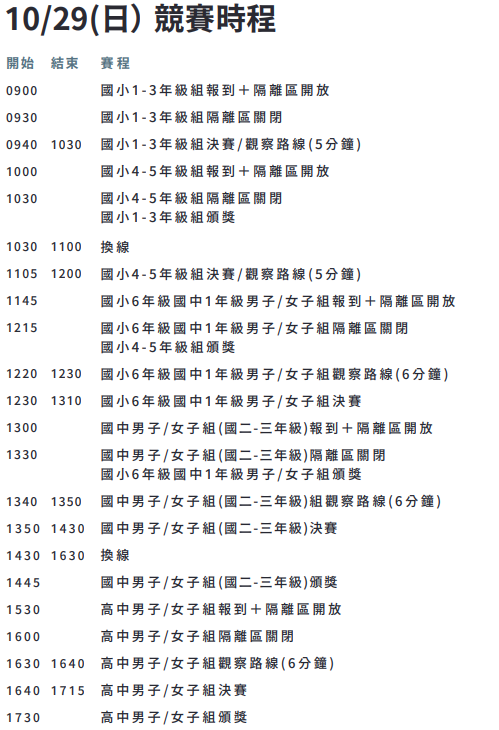 10/29(日) 競賽時程
開始 結束 賽程
0900 國小1-3年級組報到＋隔離區開放
0930 國小1-3年級組隔離區關閉
0940 1030 國小1-3年級組決賽/觀察路線(5分鐘)
1000 國小4-5年級組報到＋隔離區開放
1030 國小4-5年級組隔離區關閉
國小1-3年級組頒獎
1030 1100 換線
1105 1200 國小4-5年級組決賽/觀察路線(5分鐘)
1145 國小6年級國中1年級男子/女子組報到＋隔離區開放
1215 國小6年級國中1年級男子/女子組隔離區關閉
國小4-5年級組頒獎
1220 1230 國小6年級國中1年級男子/女子組觀察路線(6分鐘)
1230 1310 國小6年級國中1年級男子/女子組決賽
1300 國中男子/女子組(國二-三年級)報到＋隔離區開放
1330 國中男子/女子組(國二-三年級)隔離區關閉
國小6年級國中1年級男子/女子組頒獎
1340 1350 國中男子/女子組(國二-三年級)組觀察路線(6分鐘)
1350 1430 國中男子/女子組(國二-三年級)決賽
1430 1630 換線
1445 國中男子/女子組(國二-三年級)頒獎
1530 高中男子/女子組報到＋隔離區開放
1600 高中男子/女子組隔離區關閉
1630 1640 高中男子/女子組觀察路線(6分鐘)
1640 1715 高中男子/女子組決賽
1730 高中男子/女子組頒獎